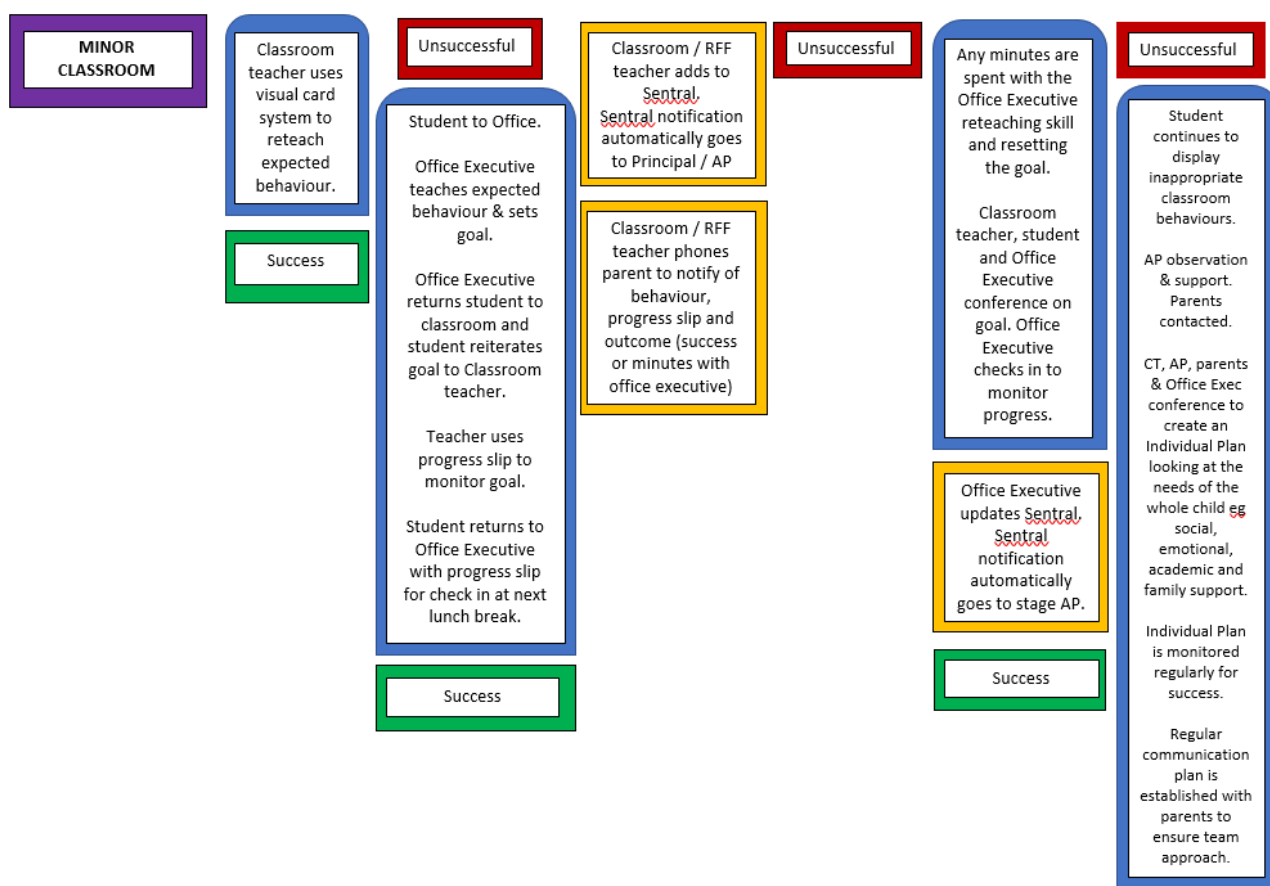 MINOR
CLASSROOM
Classroom
teacher uses
visual card
system to
reteach
expected
behaviour.
Success
Unsuccessful
Student to Office.
Office Executive
teaches expected
behaviour & sets
goal.
Office Executive
returns student to
classroom and
student reiterates
goal to Classroom
teacher.
Teacher uses
progress slip to
monitor goal.
Student returns to
Office Executive
with progress slip
for check in at next
lunch break.
Success
Classroom / RFF
teacher adds to
Sentral.
Sentral notification
automatically goes
to Principal / AP
Classroom / RFF
teacher phones
parent to notify of
behaviour,
progress slip and
outcome (success
or minutes with
office executive)
Unsuccessful
Any minutes are
spent with the
Office Executive
reteaching skill
and resetting
the goal.
Classroom
teacher, student
and Office
Executive
conference on
goal. Office
Executive
checks in to
monitor
progress.
Office Executive
updates Sentral.
Sentral
notification
automatically
goes to stage AP.
Success
Unsuccessful
Student
continues to
display
inappropriate
classroom
behaviours.
AP observation
& support.
Parents
contacted.
CT, AP, parents
& Office Exec
conference to
create an
Individual Plan
looking at the
needs of the
whole child eg
social,
emotional,
academic and
family support.
Individual Plan
is monitored
regularly for
success.
Regular
communication
plan is
established with
parents to
ensure team
approach.